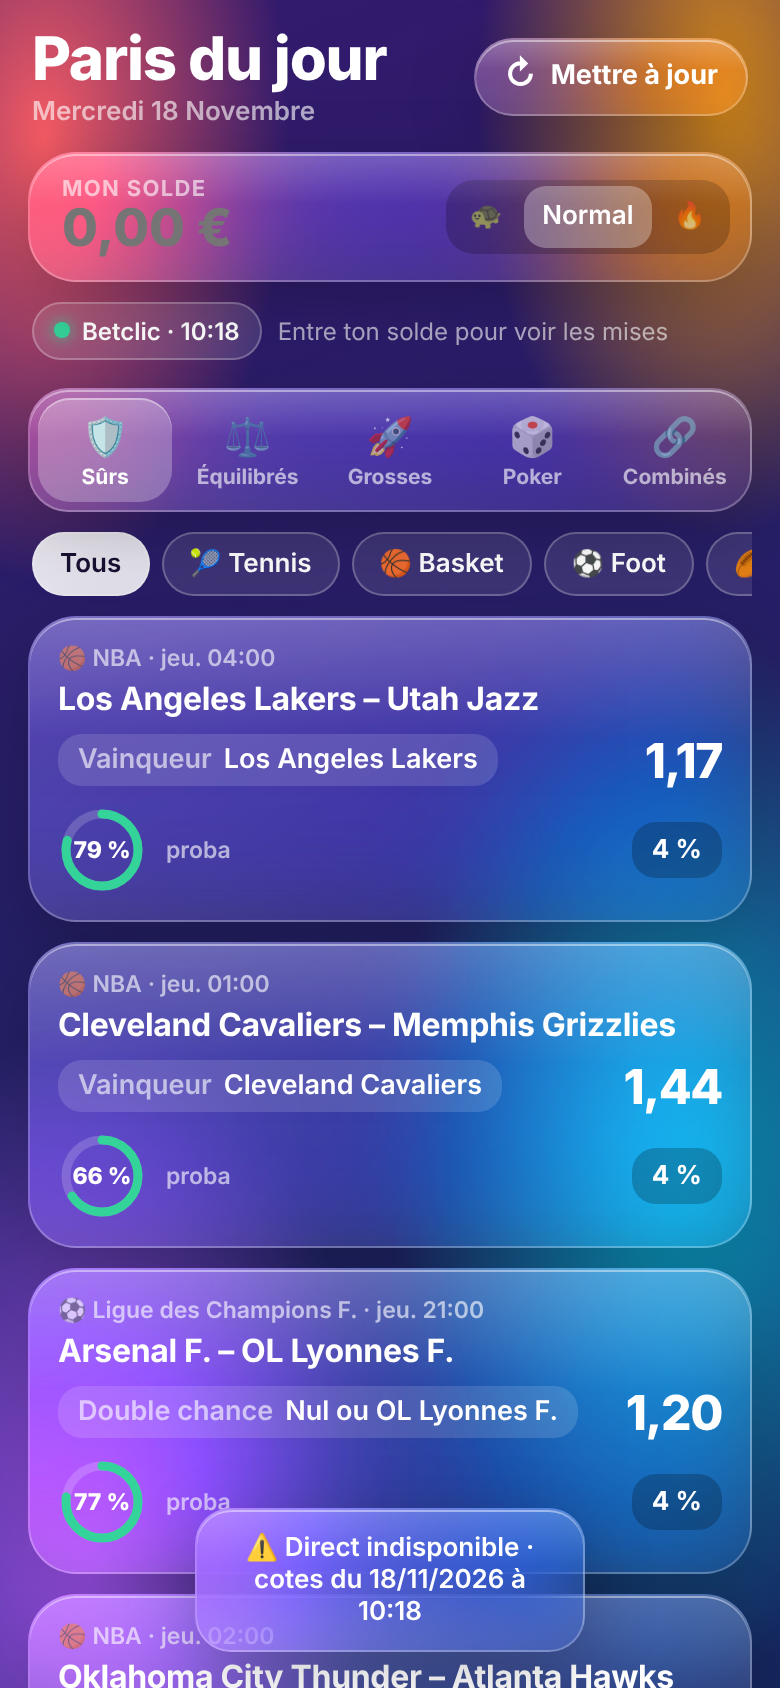 Paris du jour
Mettre à jour
Mercredi 18 Novembre
MON SOLDE
0,00 €
Normal
Betclic · 10:18
Entre ton solde pour voir les mises
Sûrs
Équilibrés
Grosses
Poker
Combinés
Tous
Tennis
Basket
Foot
NBA · jeu. 04:00
Los Angeles Lakers – Utah Jazz
Vainqueur Los Angeles Lakers
1,17
79 %
proba
4 %
NBA · jeu. 01:00
Cleveland Cavaliers – Memphis Grizzlies
Vainqueur Cleveland Cavaliers
1,44
66 %
proba
4 %
Ligue des Champions F. · jeu. 21:00
Arsenal F. – OL Lyonnes F.
Double chance Nul ou OL Lyonnes F.
1,20
77 %
proba
4 %
⚠️ Direct indisponible ·
cotes du 18/11/2026 à
10:18
NBA · jeu. 02:00
Oklahoma City Thunder – Atlanta Hawks